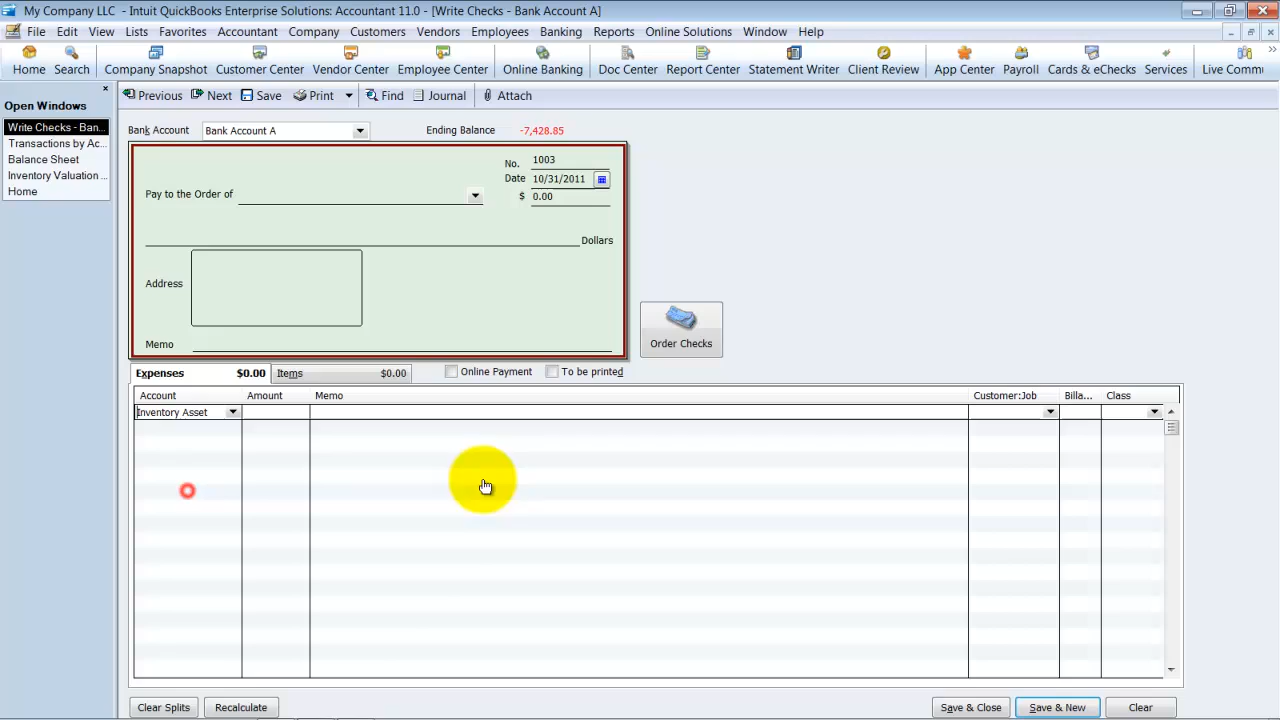 My Company LLC - Intuit QuickBooks Enterprise Solutions: Accountant 11.0 - [Write Checks - Bank Account A]
File Edit View Lists Favorites Accountant Company Customers Vendors Employees Banking Reports Online Solutions Window Help
Home Search Company Snapshot Customer Center Vendor Center Employee Center Online Banking Doc Center Report Center Statement Writer Client Review App Center Payroll Cards & eChecks Services Live Commu
Open Windows
Write Checks - Ban...
Transactions by Ac...
Balance Sheet
Inventory Valuation ...
Home
Previous Next Save Print Find Journal Attach
Bank Account Bank Account A Ending Balance -7,428.85
No. 1003
Date 10/31/2011
Pay to the Order of $ 0.00
Dollars
Address
Memo
Order Checks
Expenses $0.00 Items $0.00 Online Payment To be printed
Account Amount Memo Customer:Job Billa... Class
Inventory Asset
Clear Splits Recalculate Save & Close Save & New Clear